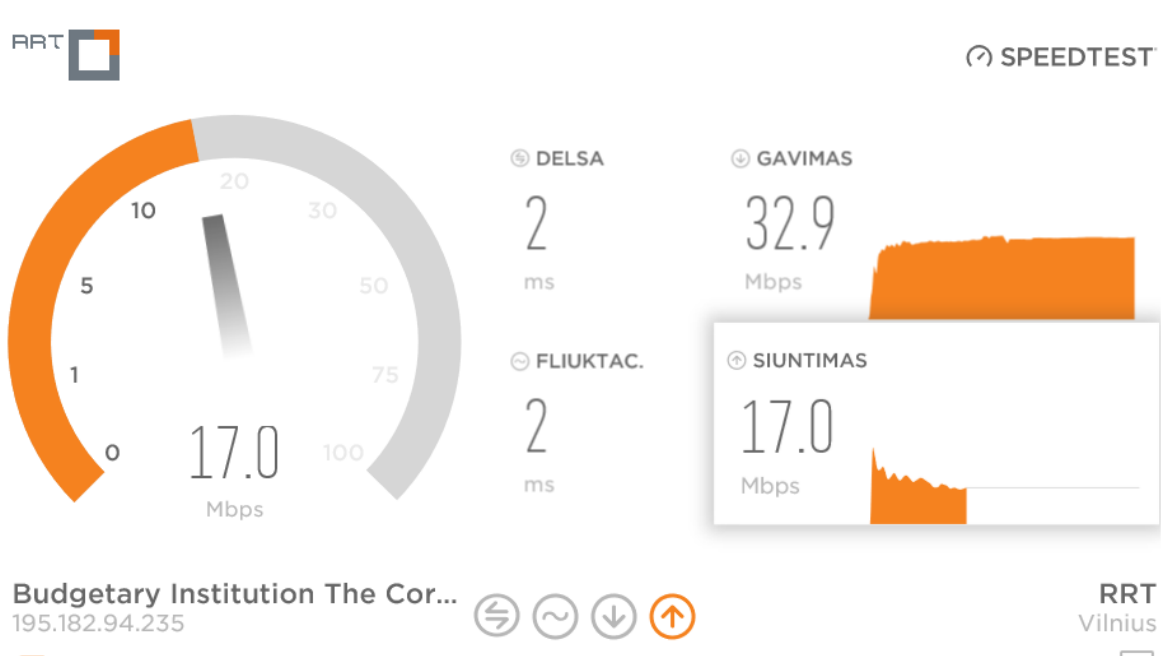 RRT
SPEEDTEST
DELSA
2
ms
GAVIMAS
32.9
Mbps
FLIUKTAC.
2
ms
SIUNTIMAS
17.0
Mbps
0
1
5
10
20
30
50
75
100
17.0
Mbps
Budgetary Institution The Cor...
195.182.94.235
RRT
Vilnius